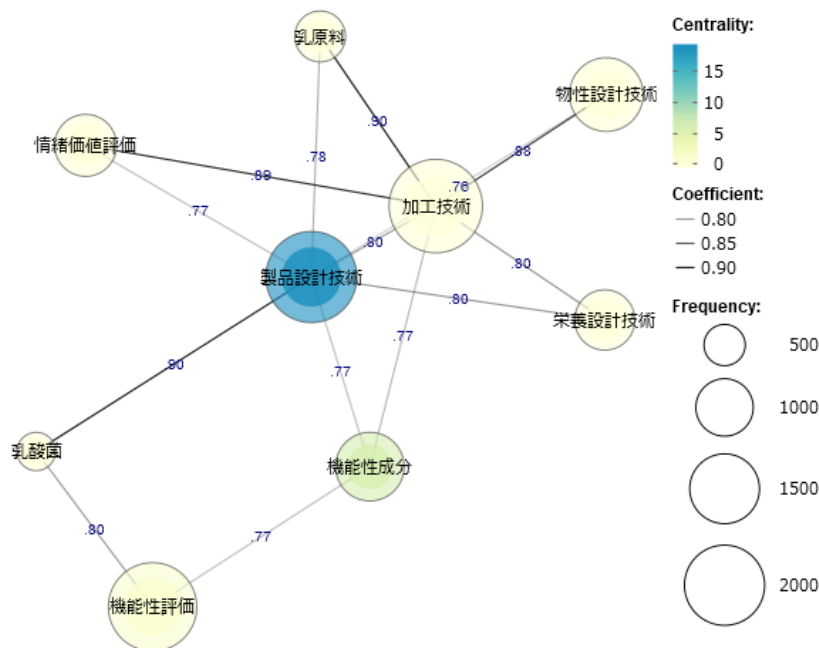 乳原料
Centrality:
15
10
5
0
物性設計技術
.90
情緒価値評価
.78
.88
.89
.76
加工技術
Coefficient:
0.80
0.85
0.90
.77
.80
.80
製品設計技術
.80
Frequency:
栄養設計技術
500
.77
.77
.90
1000
乳酸菌
機能性成分
1500
.80
.77
2000
機能性評価